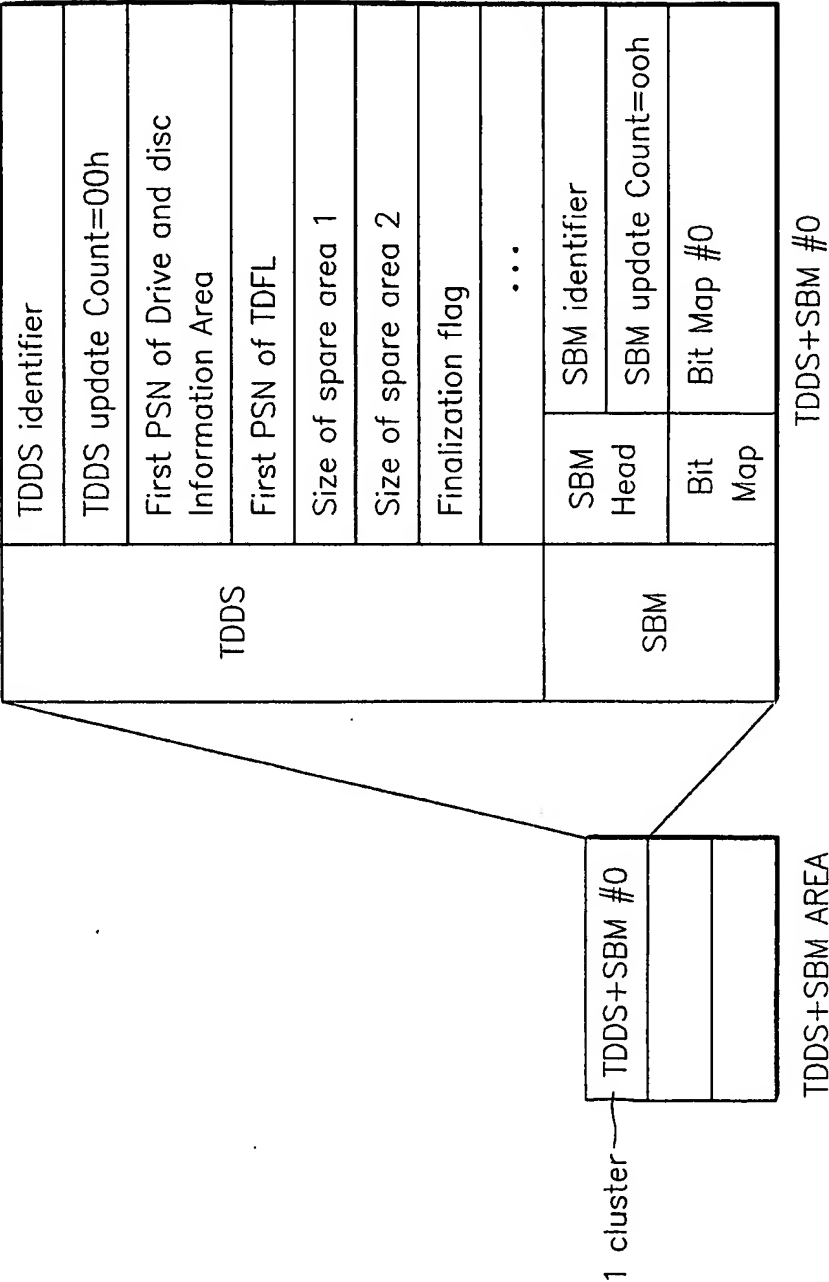 1 cluster
TDDS+SBM #0
TDDS+SBM AREA
TDDS
TDDS identifier
TDDS update Count=00h
First PSN of Drive and disc
Information Area
First PSN of TDFL
Size of spare area 1
Size of spare area 2
Finalization flag
...
SBM
SBM
Head
SBM identifier
SBM update Count=ooh
Bit
Map
Bit Map #0
TDDS+SBM #0